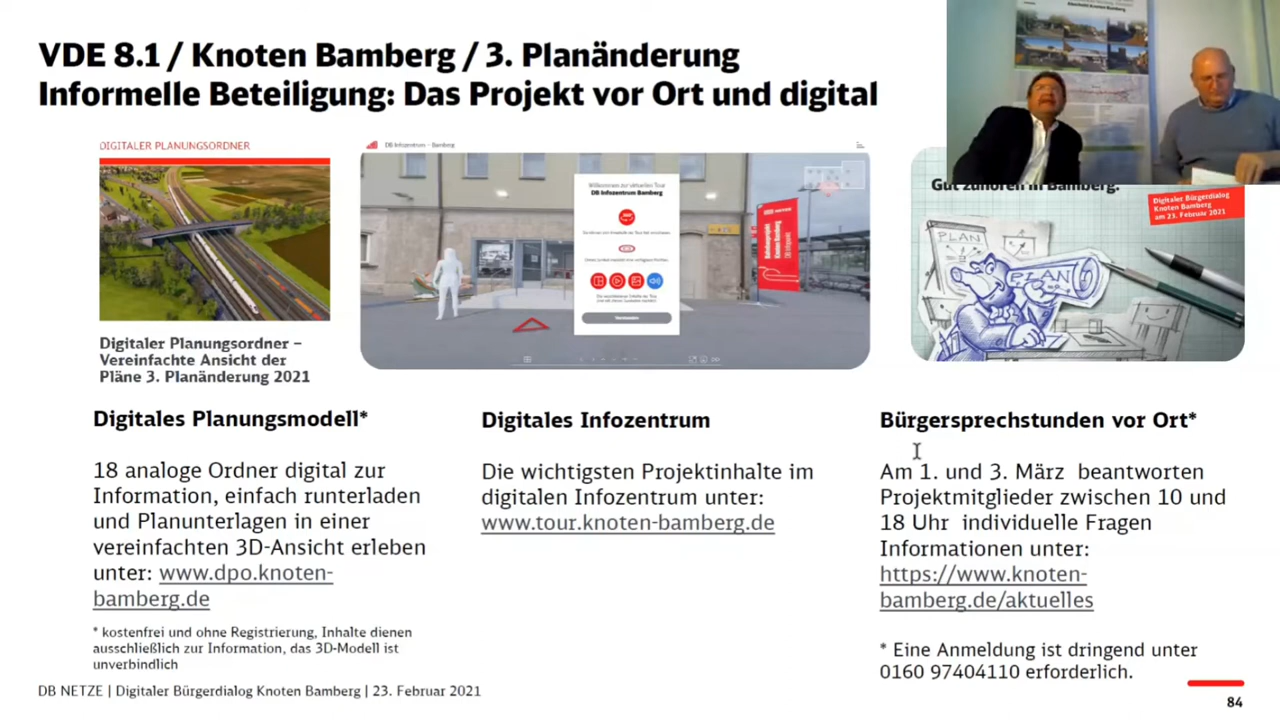 VDE 8.1 / Knoten Bamberg / 3. Planänderung
Informelle Beteiligung: Das Projekt vor Ort und digital
DIGITALER PLANUNGSORDNER
Digitaler Planungsordner –
Vereinfachte Ansicht der
Pläne 3. Planänderung 2021
DB Infozentrum – Bamberg
Willkommen zur virtuellen Tour
DB Infozentrum Bamberg
Knoten Bamberg
Gut zuhören in Bamberg.
Digitaler Bürgerdialog
Knoten Bamberg
am 23. Februar 2021
PLAN
PLAN
Digitales Planungsmodell*
18 analoge Ordner digital zur
Information, einfach runterladen
und Planunterlagen in einer
vereinfachten 3D-Ansicht erleben
unter: www.dpo.knoten-
bamberg.de
* kostenfrei und ohne Registrierung, Inhalte dienen
ausschließlich zur Information, das 3D-Modell ist
unverbindlich
Digitales Infozentrum
Die wichtigsten Projektinhalte im
digitalen Infozentrum unter:
www.tour.knoten-bamberg.de
Bürgersprechstunden vor Ort*
Am 1. und 3. März beantworten
Projektmitglieder zwischen 10 und
18 Uhr individuelle Fragen
Informationen unter:
https://www.knoten-
bamberg.de/aktuelles
* Eine Anmeldung ist dringend unter
0160 97404110 erforderlich.
DB NETZE | Digitaler Bürgerdialog Knoten Bamberg | 23. Februar 2021
84